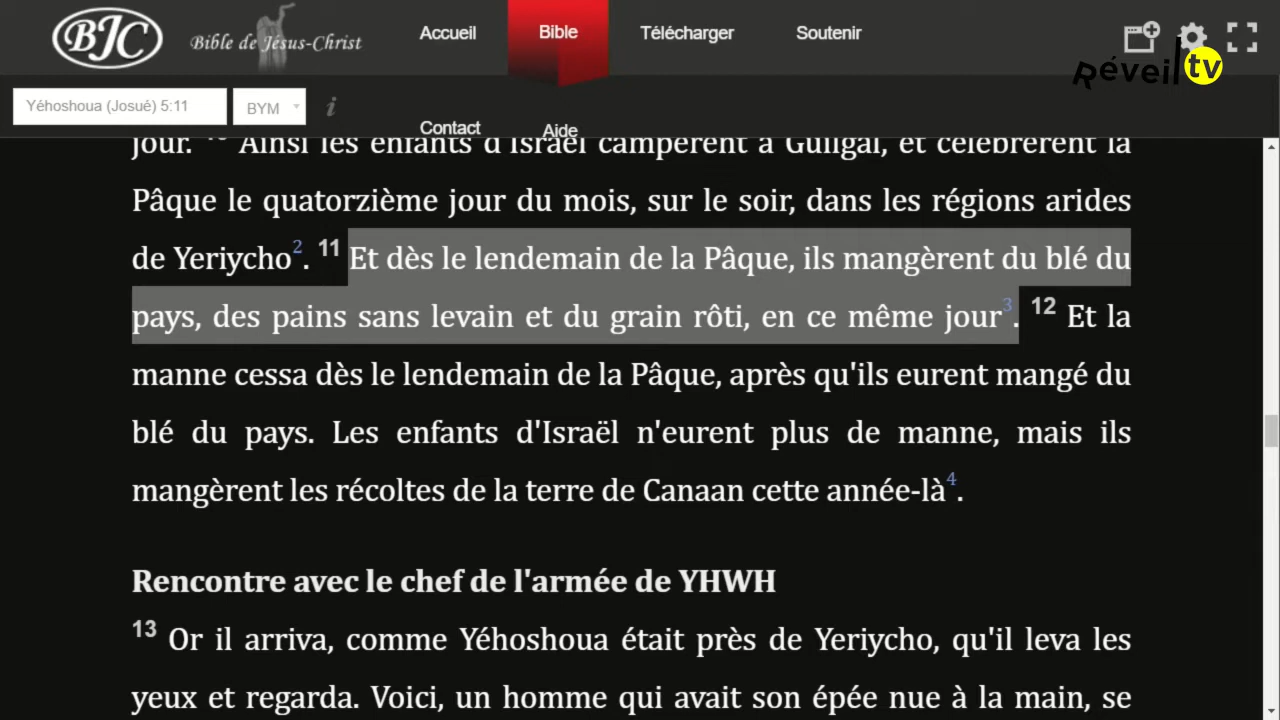 BJC Bible de Jésus-Christ
Accueil Bible Télécharger Soutenir
Réveil tv
Yéhoshoua (Josué) 5:11 BYM i
Contact Aide
jour. 10 Ainsi les enfants d'Israël campèrent à Guilgal, et célébrèrent la
Pâque le quatorzième jour du mois, sur le soir, dans les régions arides
de Yeriycho2. 11 Et dès le lendemain de la Pâque, ils mangèrent du blé du
pays, des pains sans levain et du grain rôti, en ce même jour3. 12 Et la
manne cessa dès le lendemain de la Pâque, après qu'ils eurent mangé du
blé du pays. Les enfants d'Israël n'eurent plus de manne, mais ils
mangèrent les récoltes de la terre de Canaan cette année-là4.
Rencontre avec le chef de l'armée de YHWH
13 Or il arriva, comme Yéhoshoua était près de Yeriycho, qu'il leva les
yeux et regarda. Voici, un homme qui avait son épée nue à la main, se